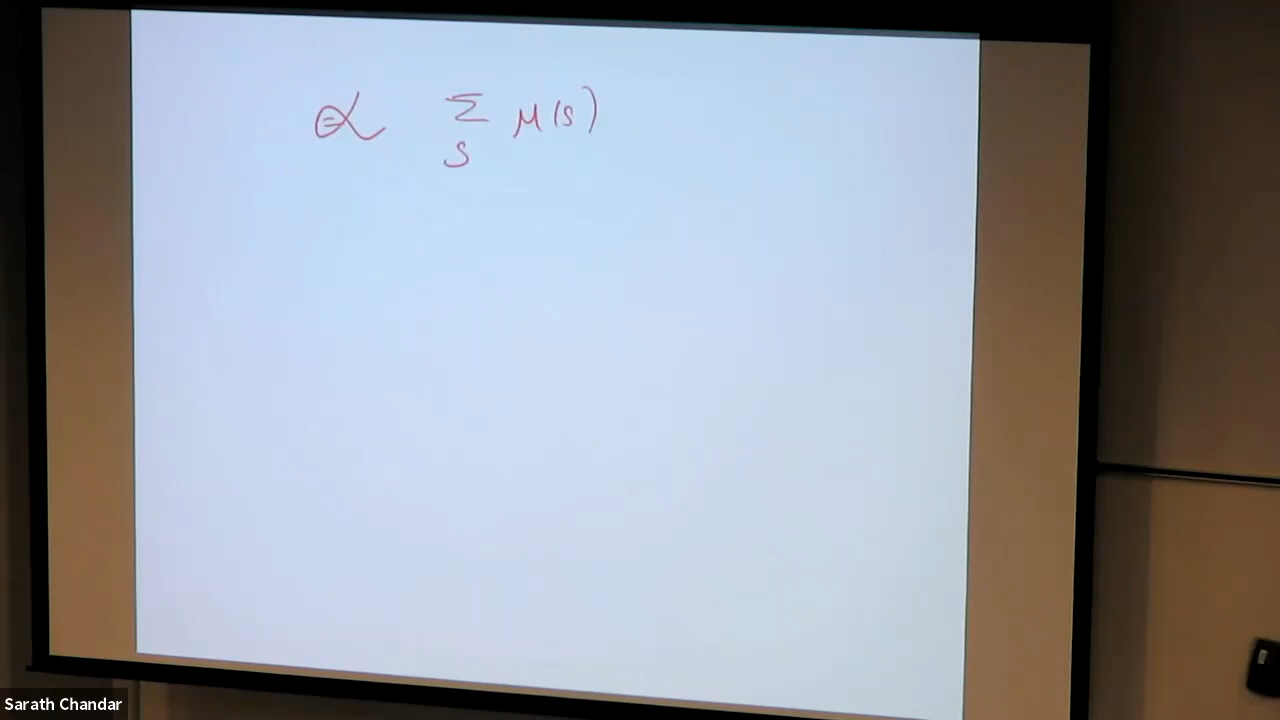 ∝ Σ μ(s)
s
Sarath Chandar